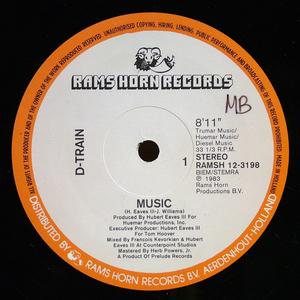 UNAUTHORISED COPYING, HIRING, LENDING, PUBLIC PERFORMANCE AND BROADCASTING OF THIS RECORD PROHIBITED. MADE IN HOLLAND
ALL RIGHTS OF THE PRODUCER AND OF THE OWNER OF THE WORK REPRODUCED RESERVED.
RAMS HORN RECORDS
MB
D-TRAIN
1
8'11"
Trumar Music/
Huemar Music/
Diesel Music
33 1/3 R.P.M.
STEREO
RAMSH 12-3198
BIEM/STEMRA
℗ 1983
Rams Horn
Productions B.V.
MUSIC
(H. Eaves III-J. Williams)
Produced by Hubert Eaves III For
Huemar Productions, Inc.
Executive Producer: Hubert Eaves III
For Tom Hoover
Mixed By Francois Kevorkian & Hubert
Eaves III At Counterpoint Studios
Mastered By Herb Powers, Jr
A Product Of Prelude Records
DISTRIBUTED BY RAMS HORN RECORDS BV. AERDENHOUT-HOLLAND